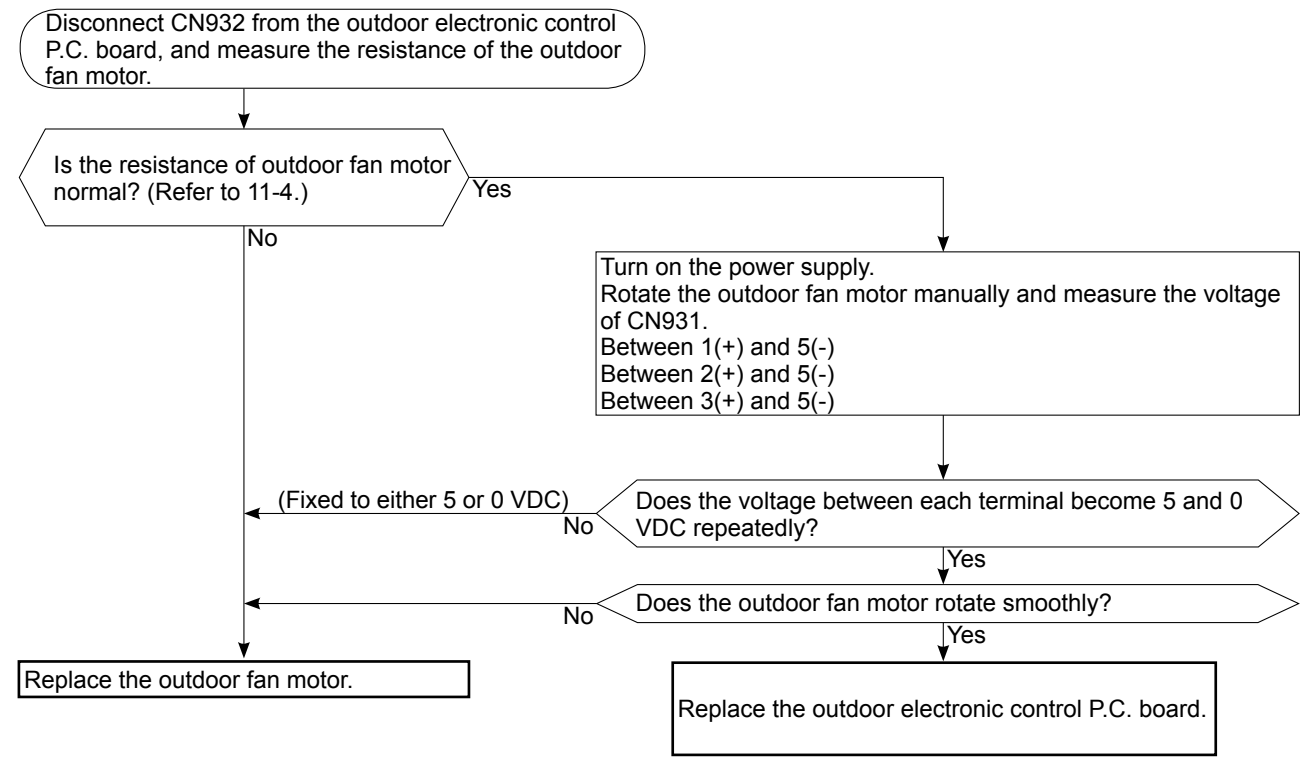 Disconnect CN932 from the outdoor electronic control
P.C. board, and measure the resistance of the outdoor
fan motor.
Is the resistance of outdoor fan motor
normal? (Refer to 11-4.)
Yes
No
Turn on the power supply.
Rotate the outdoor fan motor manually and measure the voltage
of CN931.
Between 1(+) and 5(-)
Between 2(+) and 5(-)
Between 3(+) and 5(-)
(Fixed to either 5 or 0 VDC)
No
Does the voltage between each terminal become 5 and 0
VDC repeatedly?
Yes
No
Does the outdoor fan motor rotate smoothly?
Yes
Replace the outdoor fan motor.
Replace the outdoor electronic control P.C. board.